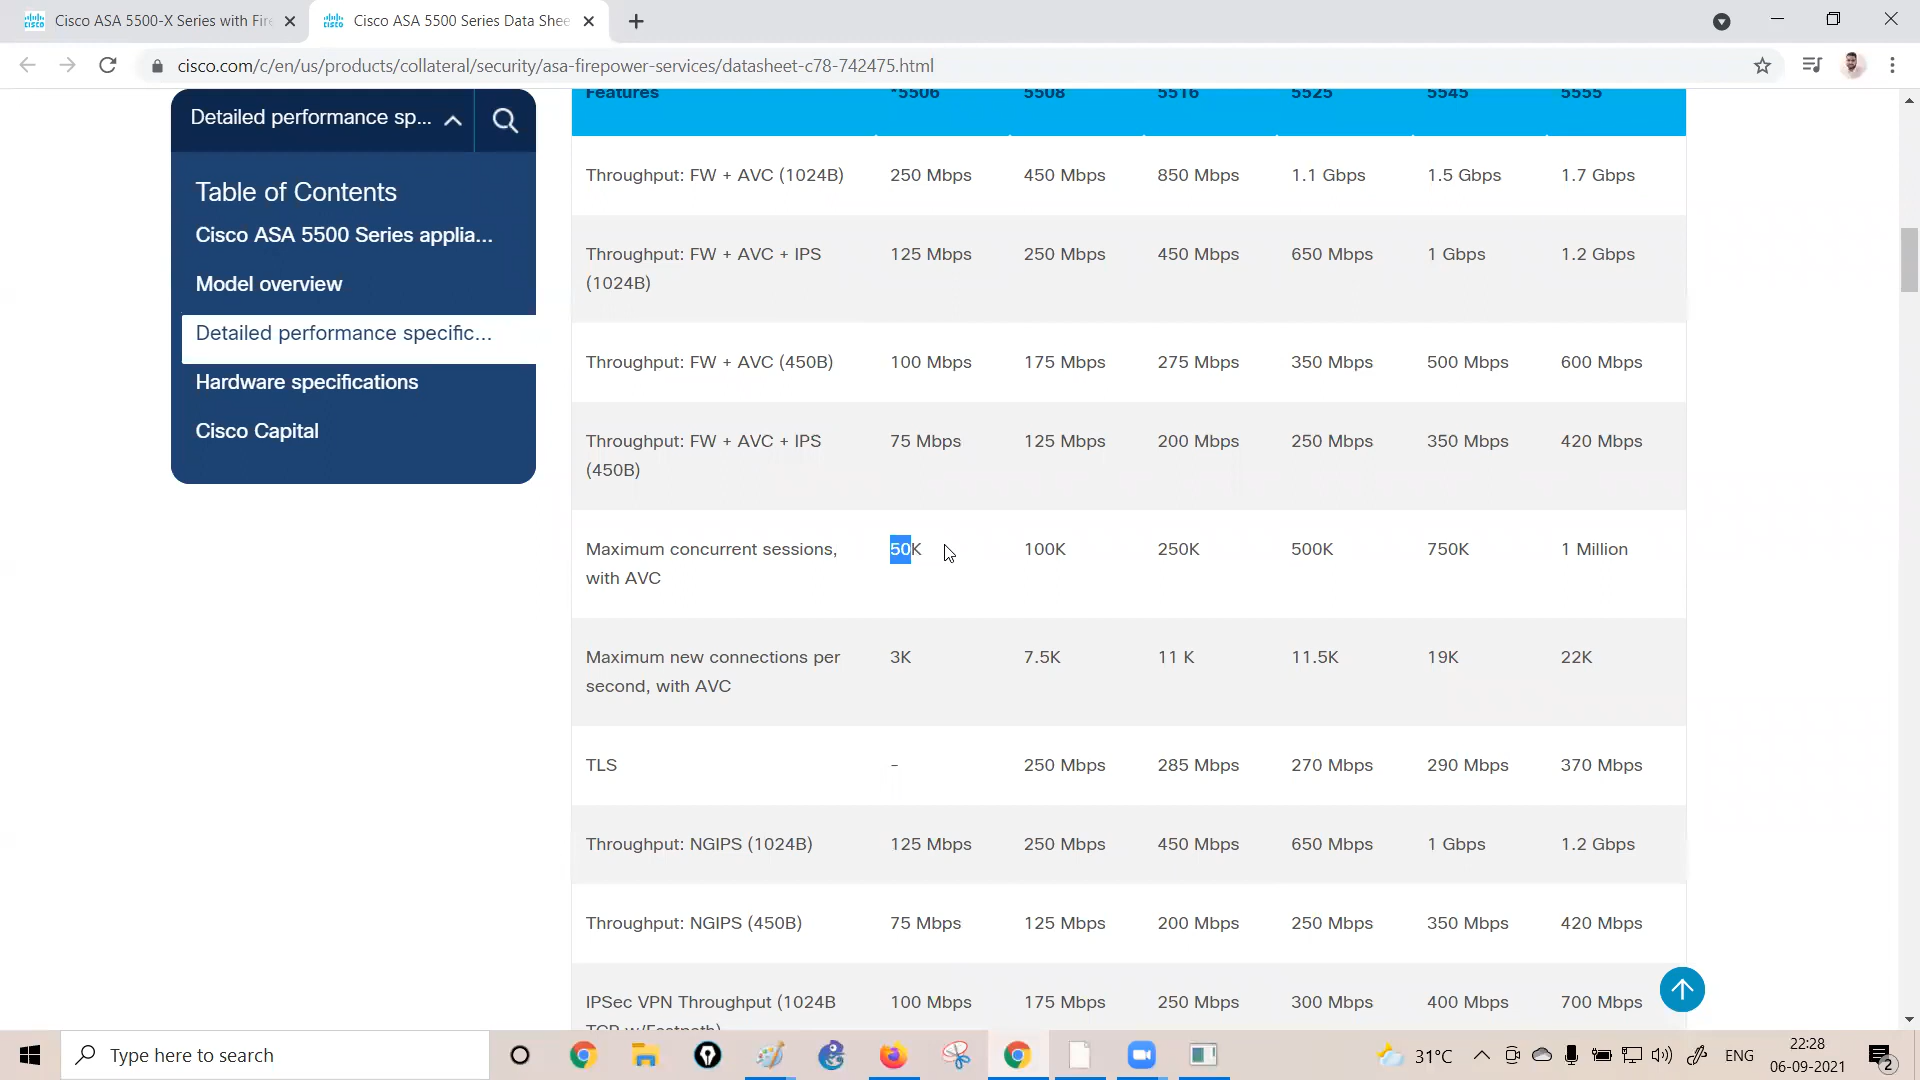 Cisco ASA 5500-X Series with Fire
Cisco ASA 5500 Series Data Shee
cisco.com/c/en/us/products/collateral/security/asa-firepower-services/datasheet-c78-742475.html
Detailed performance sp...
Table of Contents
Cisco ASA 5500 Series applia...
Model overview
Detailed performance specific...
Hardware specifications
Cisco Capital
Features *5506 5508 5516 5525 5545 5555
Throughput: FW + AVC (1024B) 250 Mbps 450 Mbps 850 Mbps 1.1 Gbps 1.5 Gbps 1.7 Gbps
Throughput: FW + AVC + IPS 125 Mbps 250 Mbps 450 Mbps 650 Mbps 1 Gbps 1.2 Gbps
(1024B)
Throughput: FW + AVC (450B) 100 Mbps 175 Mbps 275 Mbps 350 Mbps 500 Mbps 600 Mbps
Throughput: FW + AVC + IPS 75 Mbps 125 Mbps 200 Mbps 250 Mbps 350 Mbps 420 Mbps
(450B)
Maximum concurrent sessions, 50K 100K 250K 500K 750K 1 Million
with AVC
Maximum new connections per 3K 7.5K 11 K 11.5K 19K 22K
second, with AVC
TLS - 250 Mbps 285 Mbps 270 Mbps 290 Mbps 370 Mbps
Throughput: NGIPS (1024B) 125 Mbps 250 Mbps 450 Mbps 650 Mbps 1 Gbps 1.2 Gbps
Throughput: NGIPS (450B) 75 Mbps 125 Mbps 200 Mbps 250 Mbps 350 Mbps 420 Mbps
IPSec VPN Throughput (1024B 100 Mbps 175 Mbps 250 Mbps 300 Mbps 400 Mbps 700 Mbps
TCP w/Fastpath)
Type here to search
31°C
ENG
22:28
06-09-2021
2